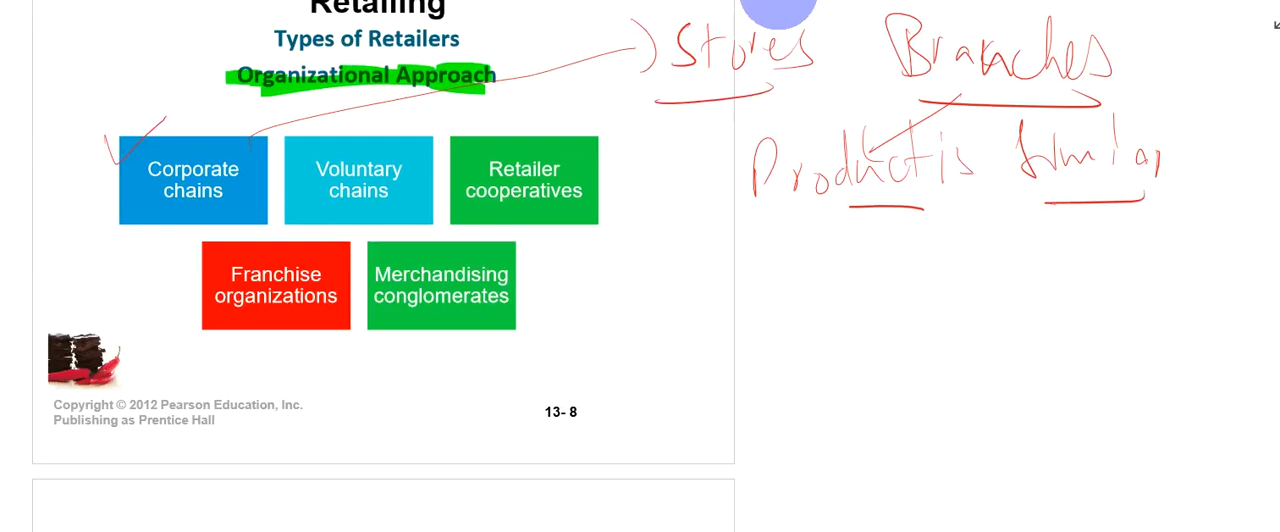 Retailing
Types of Retailers
Organizational Approach
Stores Branches
Product is Similar
Corporate chains
Voluntary chains
Retailer cooperatives
Franchise organizations
Merchandising conglomerates
Copyright © 2012 Pearson Education, Inc.
Publishing as Prentice Hall
13- 8